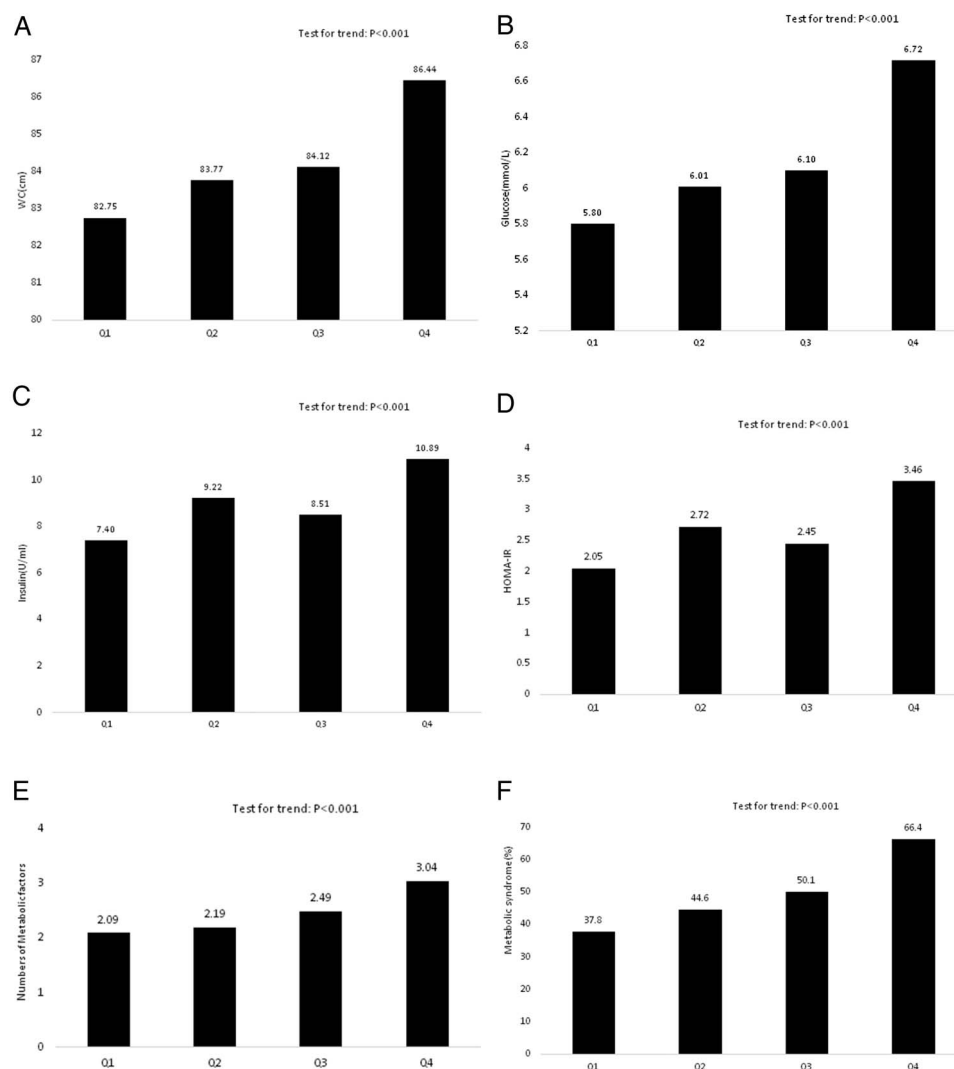 A
Test for trend: P<0.001
87
86
85
84
83
82
81
80
WC(cm)
82.75
83.77
84.12
86.44
Q1
Q2
Q3
Q4
B
Test for trend: P<0.001
6.8
6.6
6.4
6.2
6
5.8
5.6
5.4
5.2
Glucose(mmol/L)
5.80
6.01
6.10
6.72
Q1
Q2
Q3
Q4
C
Test for trend: P<0.001
12
10
8
6
4
2
0
Insulin(U/ml)
7.40
9.22
8.51
10.89
Q1
Q2
Q3
Q4
D
Test for trend: P<0.001
4
3.5
3
2.5
2
1.5
1
0.5
0
HOMA-IR
2.05
2.72
2.45
3.46
Q1
Q2
Q3
Q4
E
Test for trend: P<0.001
4
3
2
1
0
Numbers of Metabolicfactors
2.09
2.19
2.49
3.04
Q1
Q2
Q3
Q4
F
Test for trend: P<0.001
70
60
50
40
30
20
10
0
Metabolic syndrome(%)
37.8
44.6
50.1
66.4
Q1
Q2
Q3
Q4